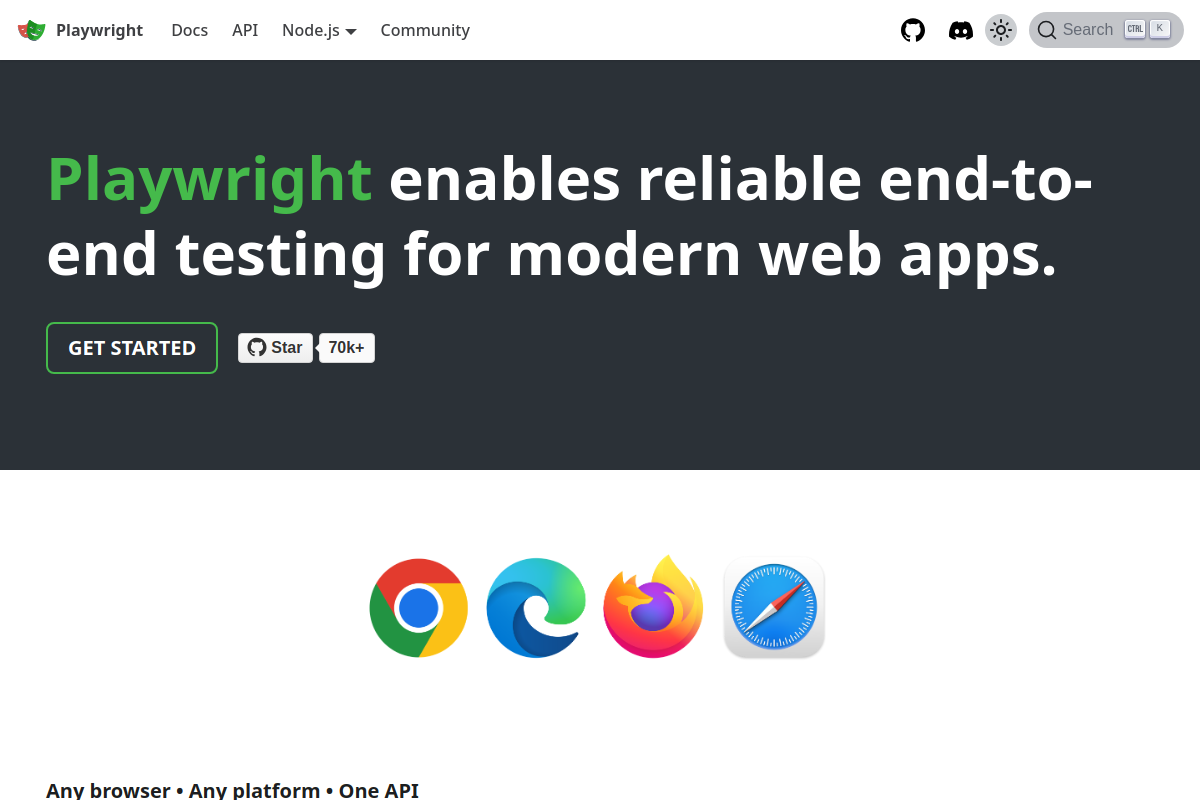 Playwright
Docs
API
Node.js
Community
Search
CTRL
K
Playwright enables reliable end-to-
end testing for modern web apps.
GET STARTED
Star
70k+
Any browser • Any platform • One API